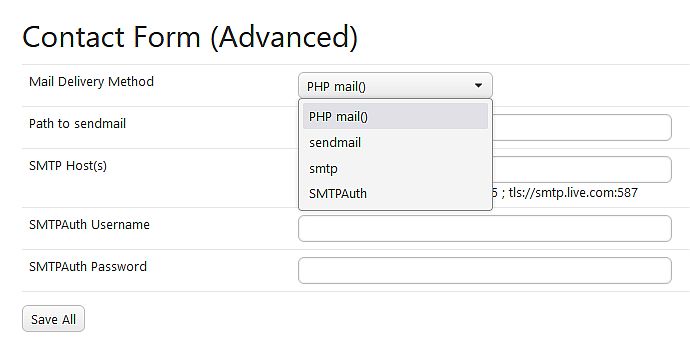 Contact Form (Advanced)
Mail Delivery Method
PHP mail()
PHP mail()
Path to sendmail
sendmail
SMTP Host(s)
smtp
SMTPAuth
5 ; tls://smtp.live.com:587
SMTPAuth Username
SMTPAuth Password
Save All